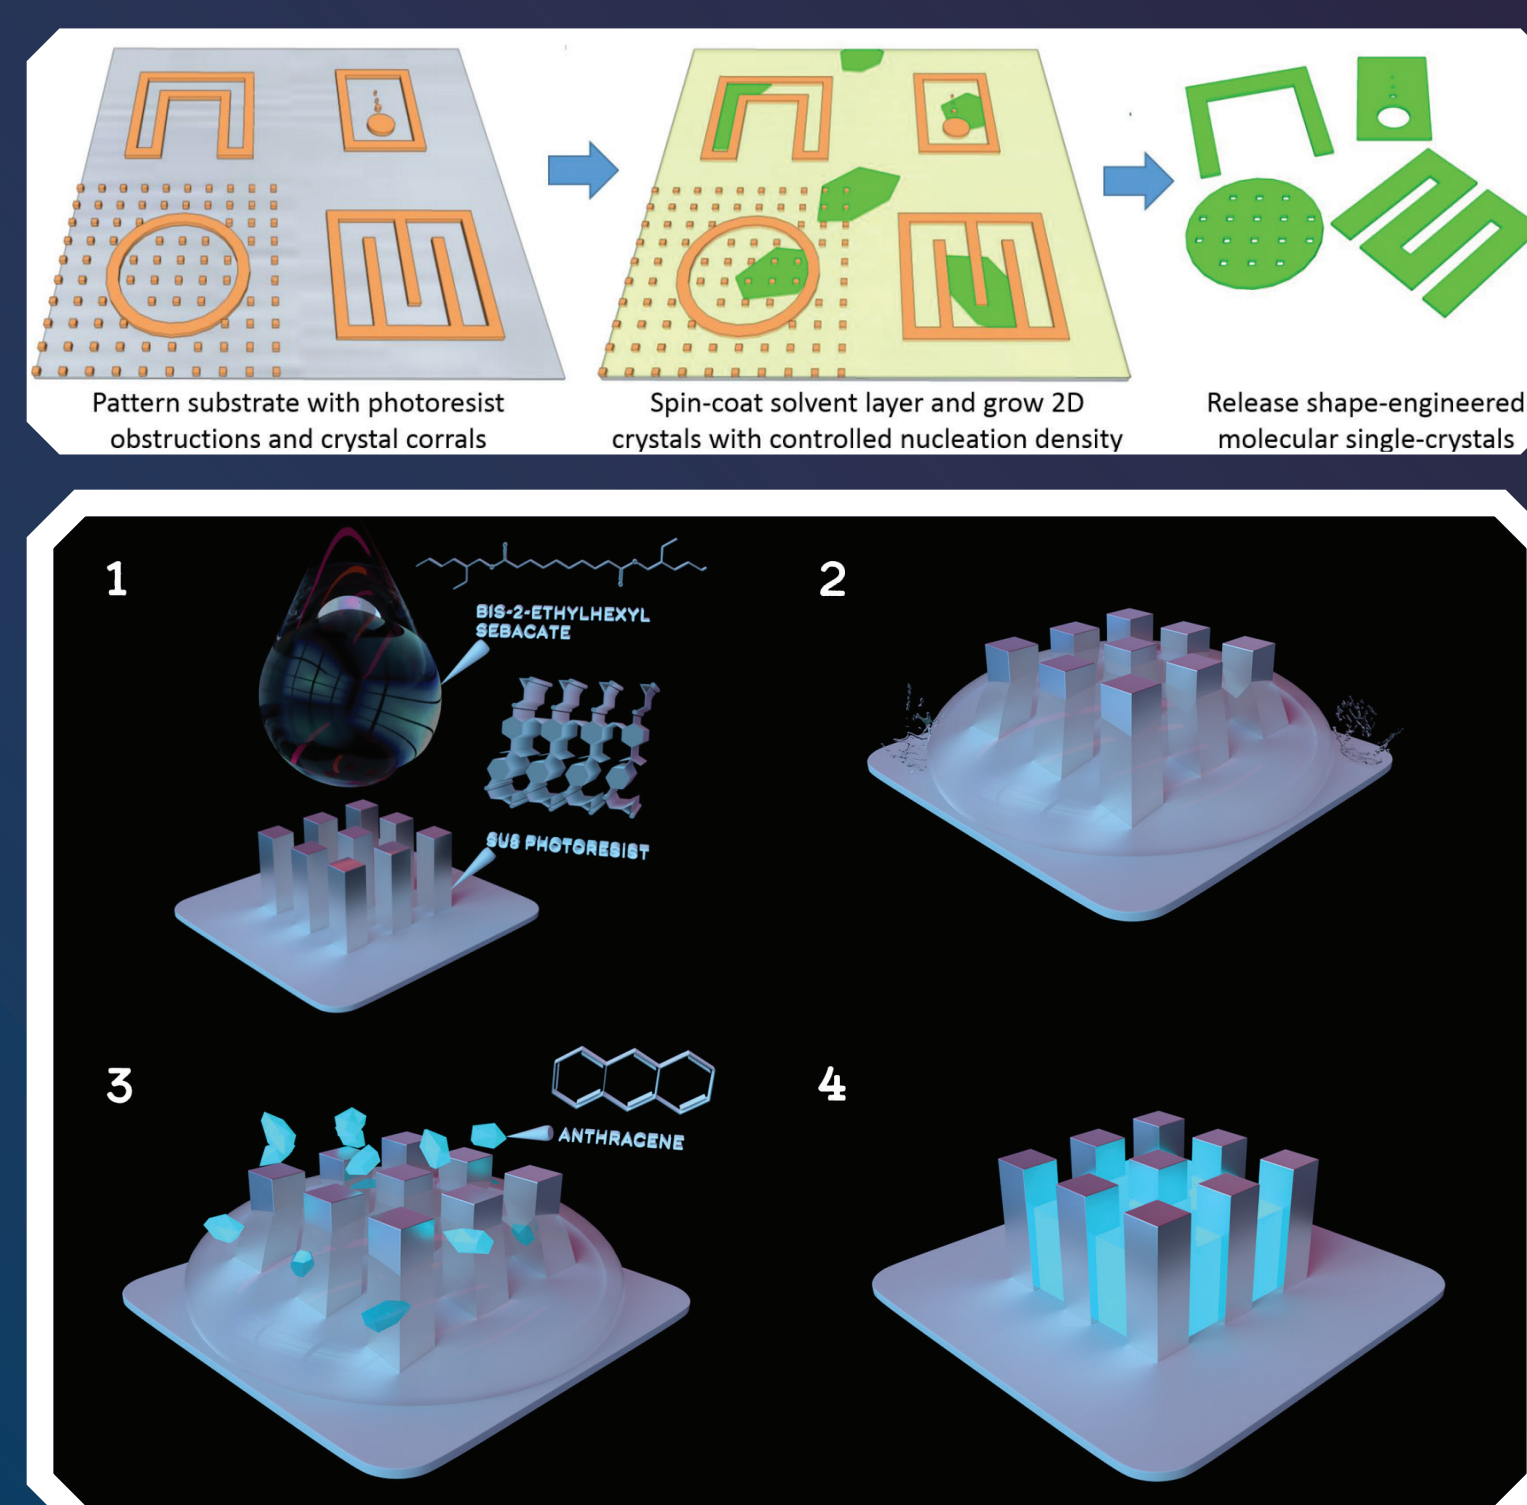 Pattern substrate with photoresist
obstructions and crystal corrals
Spin-coat solvent layer and grow 2D
crystals with controlled nucleation density
Release shape-engineered
molecular single-crystals
1
BIS-2-ETHYLHEXYL
SEBACATE
SU8 PHOTORESIST
2
3
ANTHRACENE
4